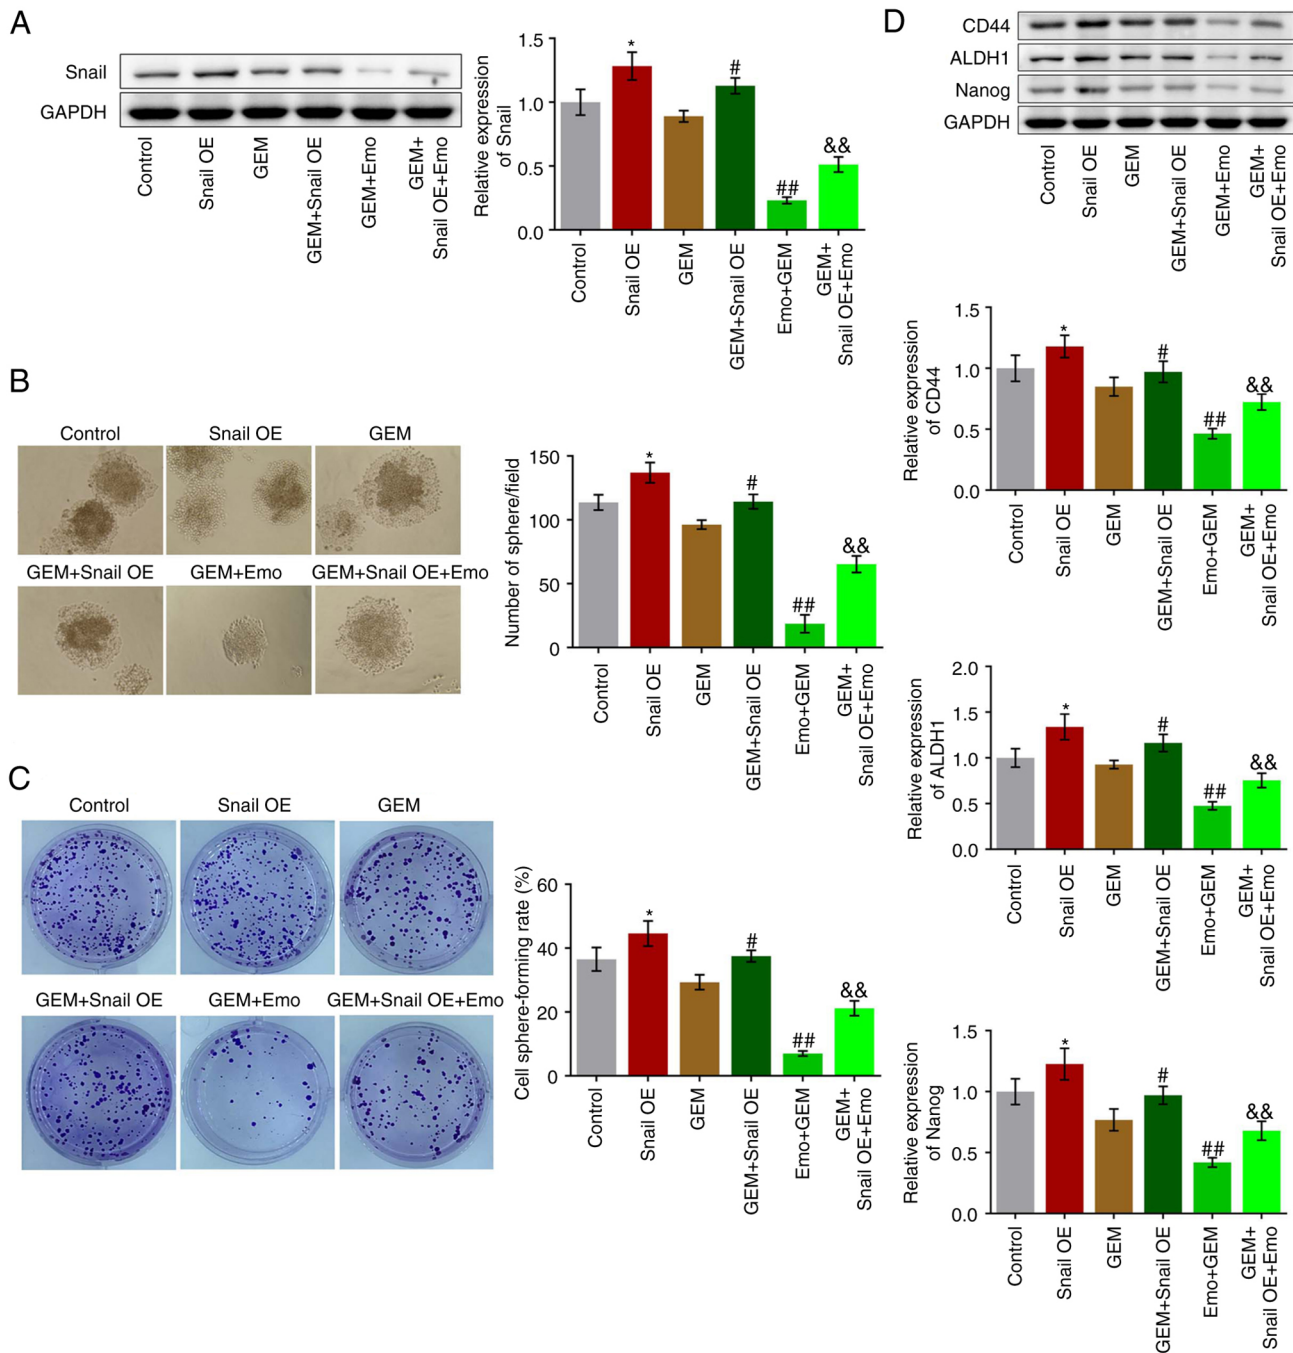 A
Snail
GAPDH
Control
Snail OE
GEM
GEM+Snail OE
GEM+Emo
GEM+
Snail OE+Emo
Relative expression
of Snail
1.5
1.0
0.5
0.0
*
#
##
&&
Control
Snail OE
GEM
GEM+Snail OE
Emo+GEM
GEM+
Snail OE+Emo
B
Control
Snail OE
GEM
GEM+Snail OE
GEM+Emo
GEM+Snail OE+Emo
Number of sphere/field
150
100
50
0
*
#
##
&&
Control
Snail OE
GEM
GEM+Snail OE
Emo+GEM
GEM+
Snail OE+Emo
C
Control
Snail OE
GEM
GEM+Snail OE
GEM+Emo
GEM+Snail OE+Emo
Cell sphere-forming rate (%)
60
40
20
0
*
#
##
&&
Control
Snail OE
GEM
GEM+Snail OE
Emo+GEM
GEM+
Snail OE+Emo
D
CD44
ALDH1
Nanog
GAPDH
Control
Snail OE
GEM
GEM+Snail OE
GEM+Emo
GEM+
Snail OE+Emo
Relative expression
of CD44
1.5
1.0
0.5
0.0
*
#
##
&&
Control
Snail OE
GEM
GEM+Snail OE
Emo+GEM
GEM+
Snail OE+Emo
Relative expression
of ALDH1
2.0
1.5
1.0
0.5
0.0
*
#
##
&&
Control
Snail OE
GEM
GEM+Snail OE
Emo+GEM
GEM+
Snail OE+Emo
Relative expression
of Nanog
1.5
1.0
0.5
0.0
*
#
##
&&
Control
Snail OE
GEM
GEM+Snail OE
Emo+GEM
GEM+
Snail OE+Emo